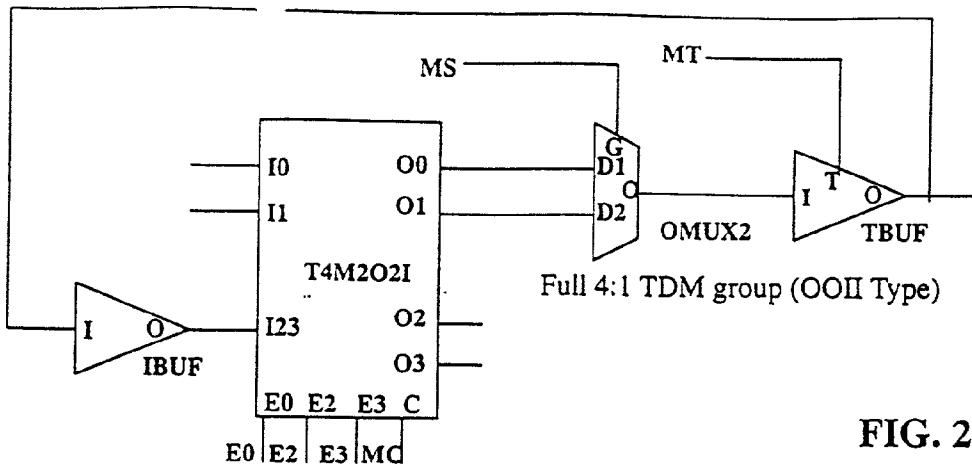 MS
MT
I0
O0
G
D1
T
I1
O1
D2
O
I
O
OMUX2
TBUF
T4M2O2I
Full 4:1 TDM group (OOII Type)
I
O
I23
O2
IBUF
O3
E0 E2 E3 C
E0 E2 E3 MC
FIG. 2